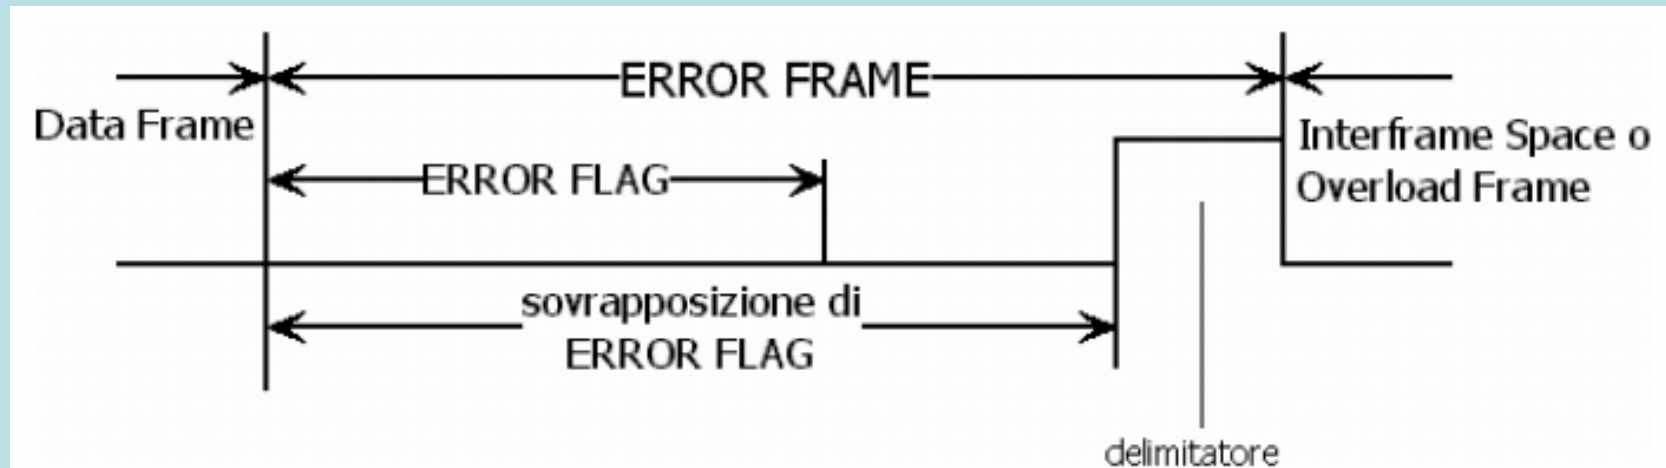 ERROR FRAME
Data Frame
Interframe Space o
Overload Frame
ERROR FLAG
sovrapposizione di
ERROR FLAG
delimitatore